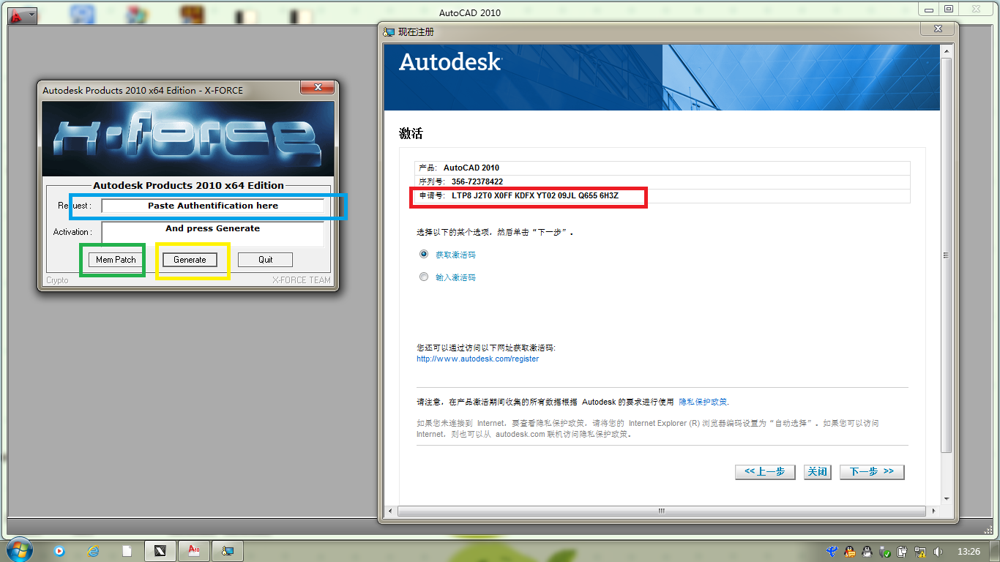 AutoCAD 2010
现在注册
Autodesk
激活
产品: AutoCAD 2010
序列号: 356-72378422
申请号: LTP8 J2T0 X0FF KDFX YT02 09JL Q655 6H3Z
选择以下的某个选项，然后单击“下一步”.
获取激活码
输入激活码
您还可以通过访问以下网址获取激活码:
http://www.autodesk.com/register
请注意，在产品激活期间收集的所有数据根据 Autodesk 的要求进行使用 隐私保护政策.
如果您未连接到 Internet，要查看隐私保护政策，请将您的 Internet Explorer (R) 浏览器编码设置为“自动选择”. 如果您可以访问
Internet，则也可以从 autodesk.com 联机访问隐私保护政策。
<<上一步
关闭
下一步 >>
Autodesk Products 2010 x64 Edition - X-FORCE
x-force
Autodesk Products 2010 x64 Edition
Request : Paste Authentification here
Activation : And press Generate
Mem Patch
Generate
Quit
Crypto
X-FORCE TEAM
A10
13:26